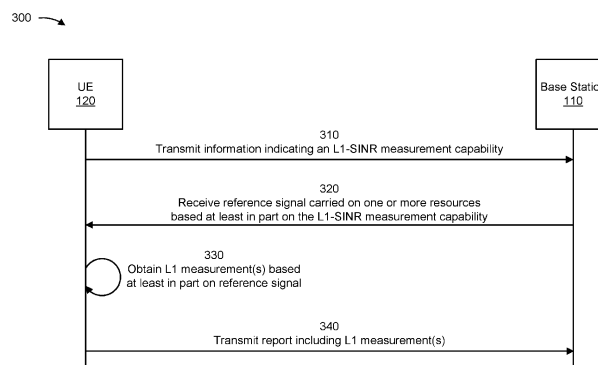 300
UE
120
Base Station
110
310
Transmit information indicating an L1-SINR measurement capability
320
Receive reference signal carried on one or more resources
based at least in part on the L1-SINR measurement capability
330
Obtain L1 measurement(s) based
at least in part on reference signal
340
Transmit report including L1 measurement(s)